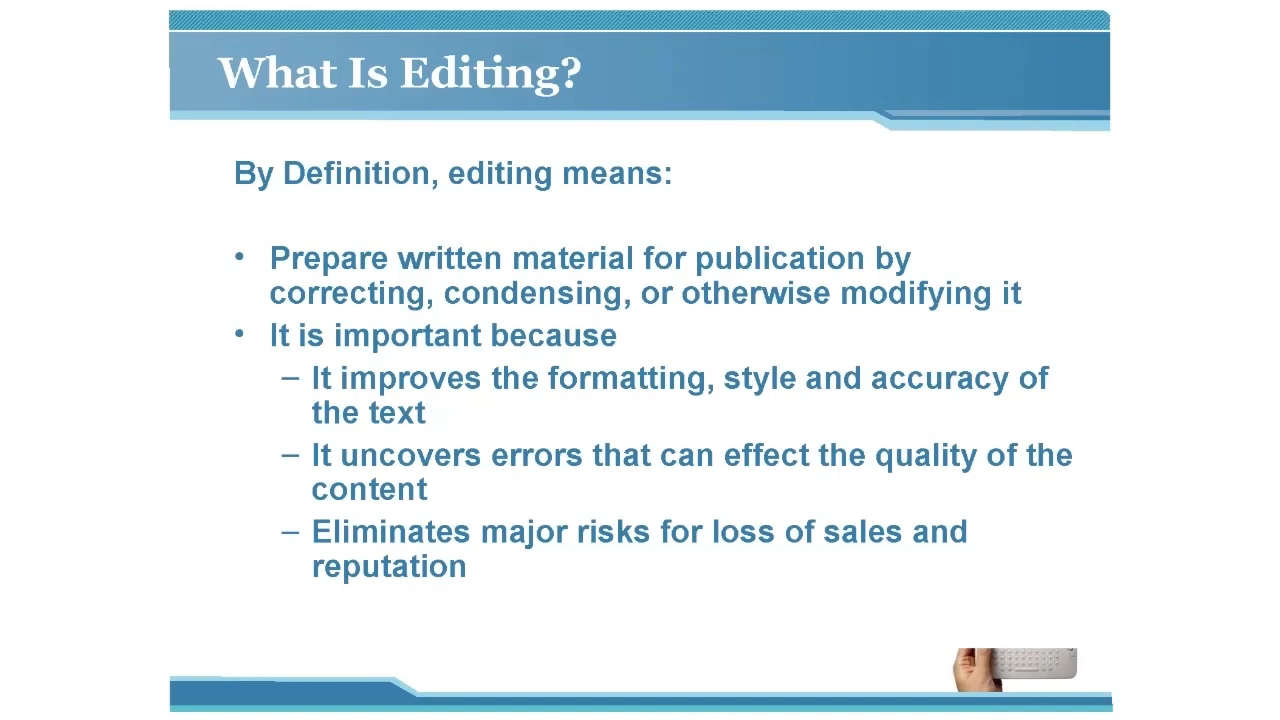 What Is Editing?
By Definition, editing means:
• Prepare written material for publication by
correcting, condensing, or otherwise modifying it
• It is important because
– It improves the formatting, style and accuracy of
the text
– It uncovers errors that can effect the quality of the
content
– Eliminates major risks for loss of sales and
reputation